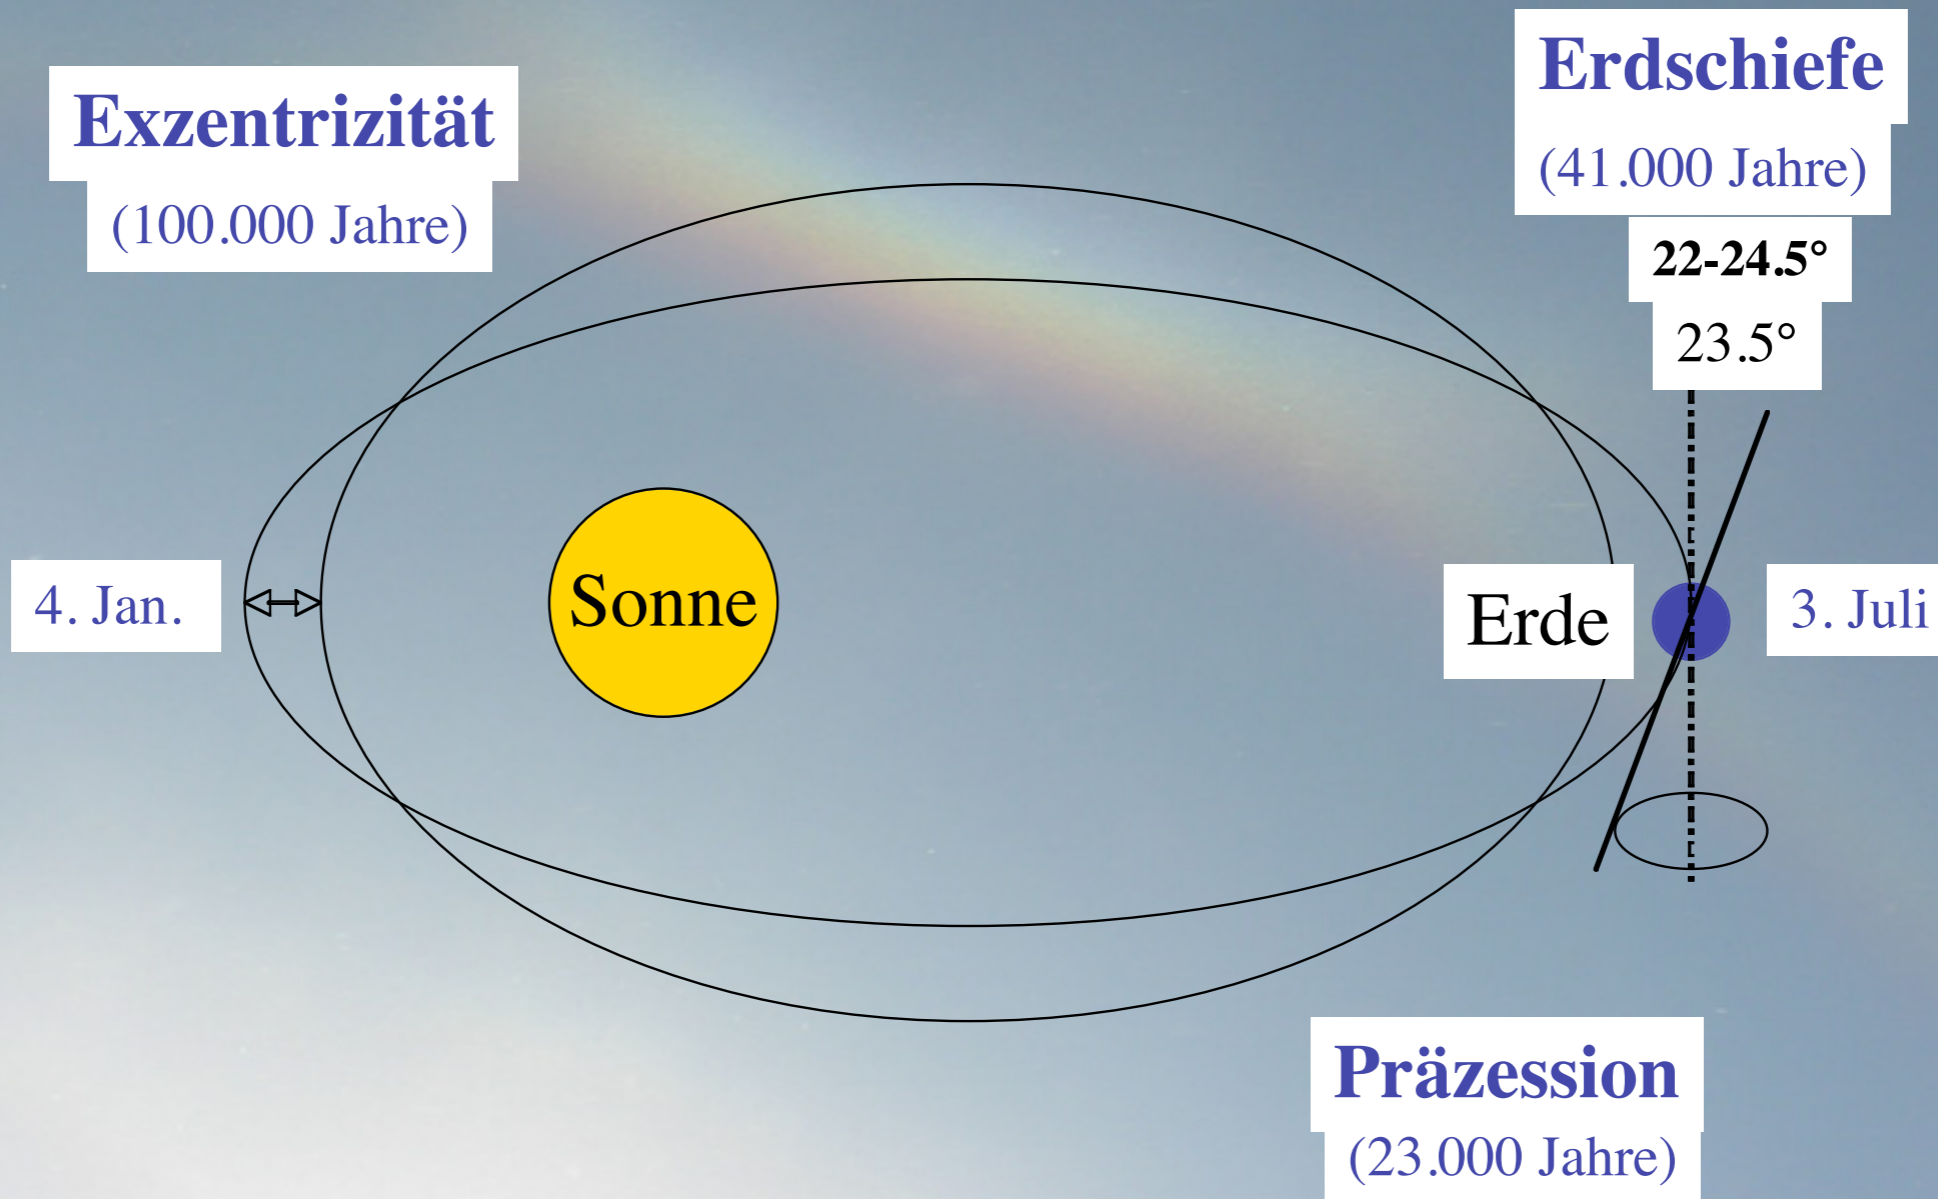 Exzentrizität
(100.000 Jahre)
Erdschiefe
(41.000 Jahre)
22-24.5°
23.5°
4. Jan.
Sonne
Erde
3. Juli
Präzession
(23.000 Jahre)